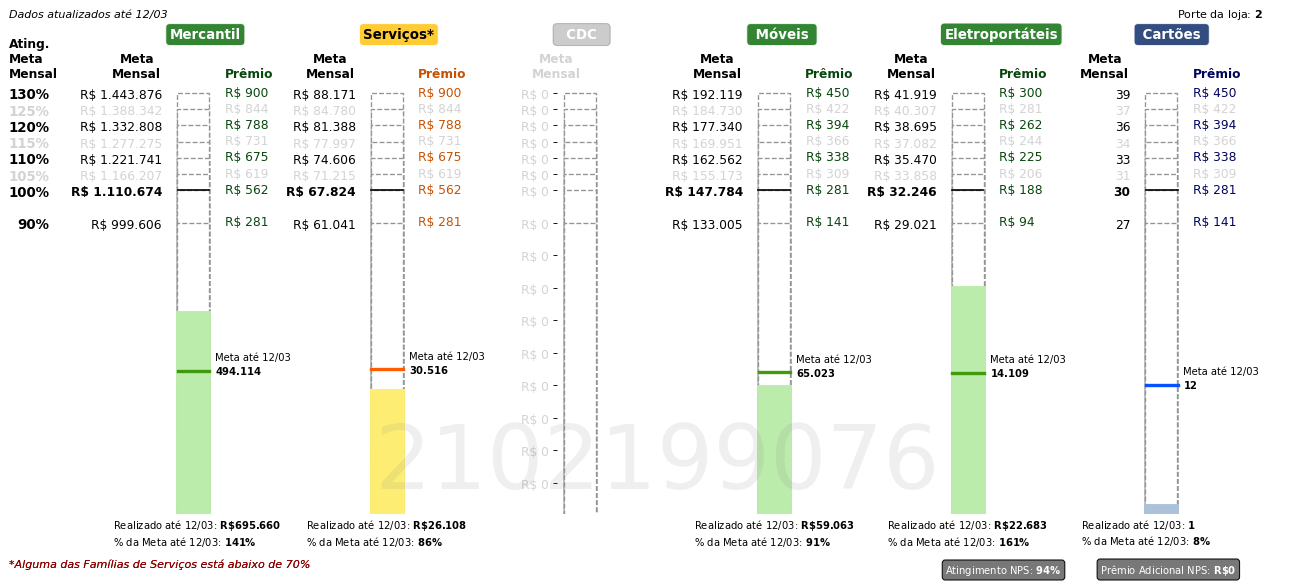 Dados atualizados até 12/03 Porte da loja: 2
Mercantil Serviços* CDC Móveis Eletroportáteis Cartões
Ating. Meta Mensal
Meta Mensal Prêmio Meta Mensal Prêmio Meta Mensal Meta Mensal Prêmio Meta Mensal Prêmio Meta Mensal Prêmio
130% R$ 1.443.876 R$ 900 R$ 88.171 R$ 900 R$ 0 R$ 192.119 R$ 450 R$ 41.919 R$ 300 39 R$ 450
125% R$ 1.388.342 R$ 844 R$ 84.780 R$ 844 R$ 0 R$ 184.730 R$ 422 R$ 40.307 R$ 281 37 R$ 422
120% R$ 1.332.808 R$ 788 R$ 81.388 R$ 788 R$ 0 R$ 177.340 R$ 394 R$ 38.695 R$ 262 36 R$ 394
115% R$ 1.277.275 R$ 731 R$ 77.997 R$ 731 R$ 0 R$ 169.951 R$ 366 R$ 37.082 R$ 244 34 R$ 366
110% R$ 1.221.741 R$ 675 R$ 74.606 R$ 675 R$ 0 R$ 162.562 R$ 338 R$ 35.470 R$ 225 33 R$ 338
105% R$ 1.166.207 R$ 619 R$ 71.215 R$ 619 R$ 0 R$ 155.173 R$ 309 R$ 33.858 R$ 206 31 R$ 309
100% R$ 1.110.674 R$ 562 R$ 67.824 R$ 562 R$ 0 R$ 147.784 R$ 281 R$ 32.246 R$ 188 30 R$ 281
90% R$ 999.606 R$ 281 R$ 61.041 R$ 281 R$ 0 R$ 133.005 R$ 141 R$ 29.021 R$ 94 27 R$ 141
R$ 0
R$ 0
R$ 0
R$ 0
R$ 0
R$ 0
R$ 0
R$ 0
Meta até 12/03 Meta até 12/03 Meta até 12/03 Meta até 12/03 Meta até 12/03
494.114 30.516 65.023 14.109 12
2102199076
Realizado até 12/03: R$695.660 Realizado até 12/03: R$26.108 Realizado até 12/03: R$59.063 Realizado até 12/03: R$22.683 Realizado até 12/03: 1
% da Meta até 12/03: 141% % da Meta até 12/03: 86% % da Meta até 12/03: 91% % da Meta até 12/03: 161% % da Meta até 12/03: 8%
*Alguma das Famílias de Serviços está abaixo de 70% Atingimento NPS: 94% Prêmio Adicional NPS: R$0